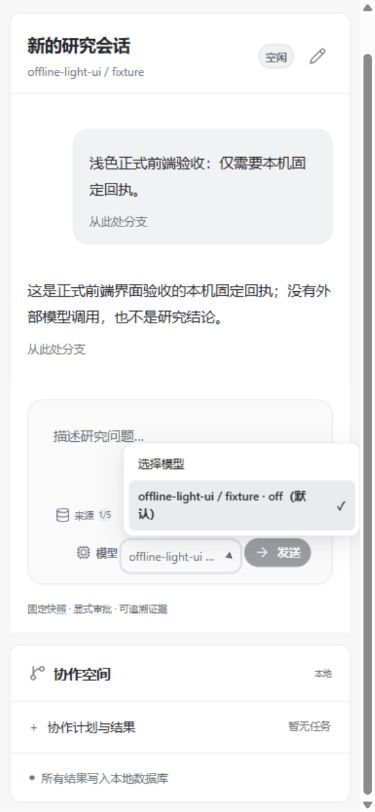 新的研究会话
offline-light-ui / fixture
空闲
浅色正式前端验收：仅需要本机固
定回执。
从此处分支
这是正式前端界面验收的本机固定回执；没有外
部模型调用，也不是研究结论。
从此处分支
描述研究问题...
选择模型
offline-light-ui / fixture · off（默
认） ✓
来源 1/5
模型 offline-light-ui ... ▲ → 发送
固定快照 · 显式审批 · 可追溯证据
协作空间 本地
+ 协作计划与结果 暂无任务
所有结果写入本地数据库